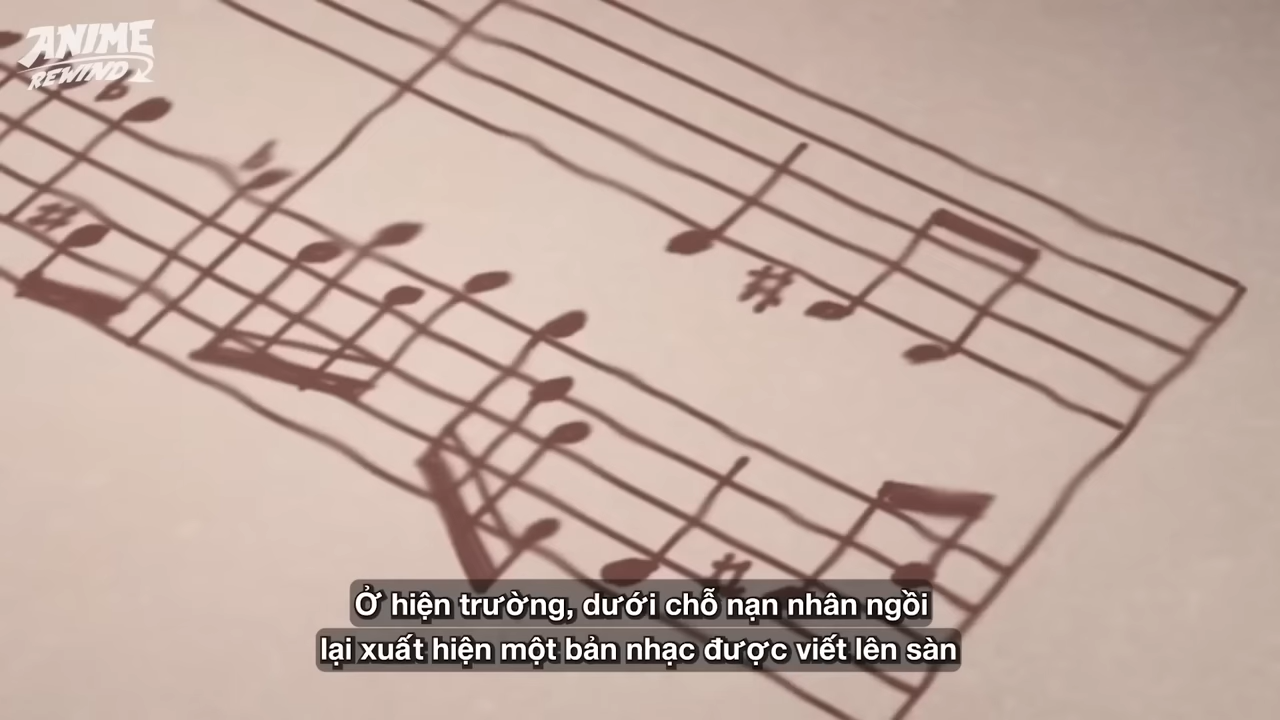 ANIME
REWIND
Ở hiện trường, dưới chỗ nạn nhân ngồi
lại xuất hiện một bản nhạc được viết lên sàn